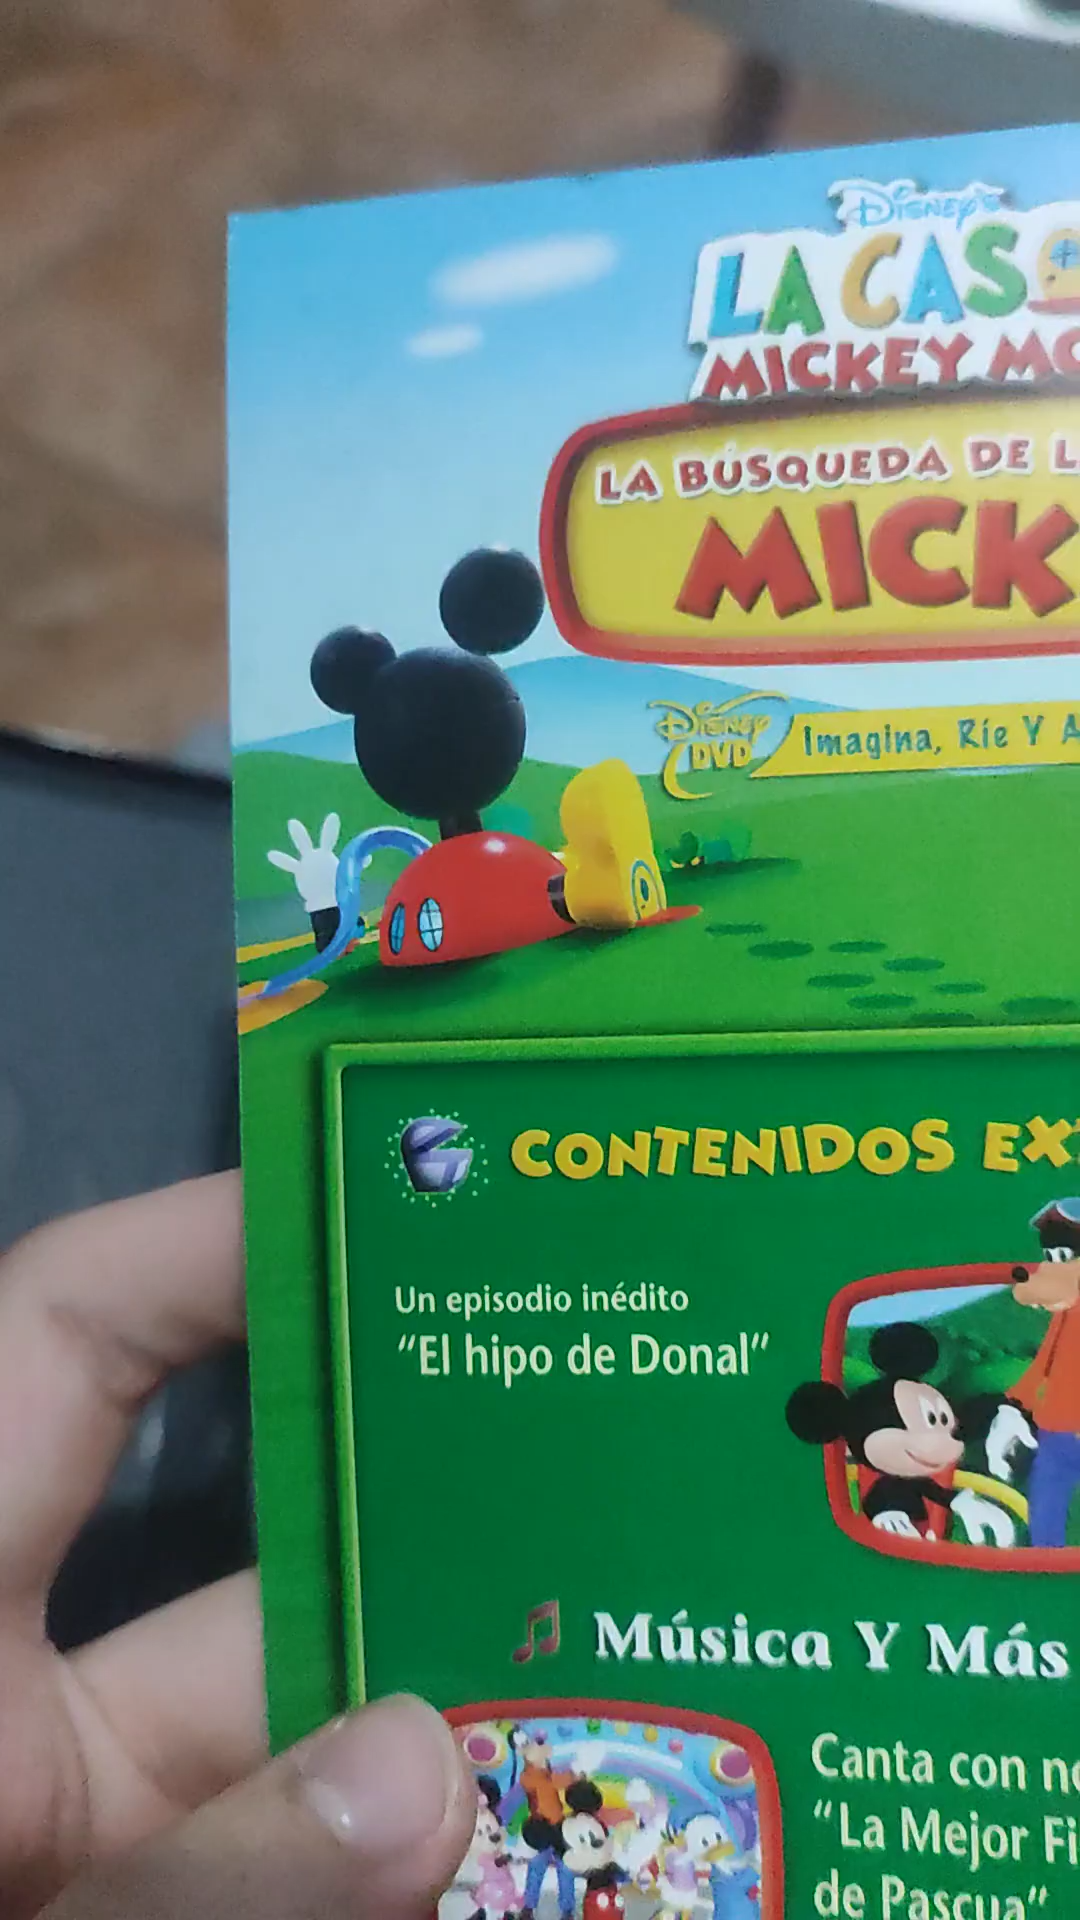 Disney's
LA CAS
MICKEY MO
LA BÚSQUEDA DE L
MICK
Disney DVD
Imagina, Ríe Y A
CONTENIDOS EX
Un episodio inédito
"El hipo de Donal"
Música Y Más
Canta con no
"La Mejor Fi
de Pascua"